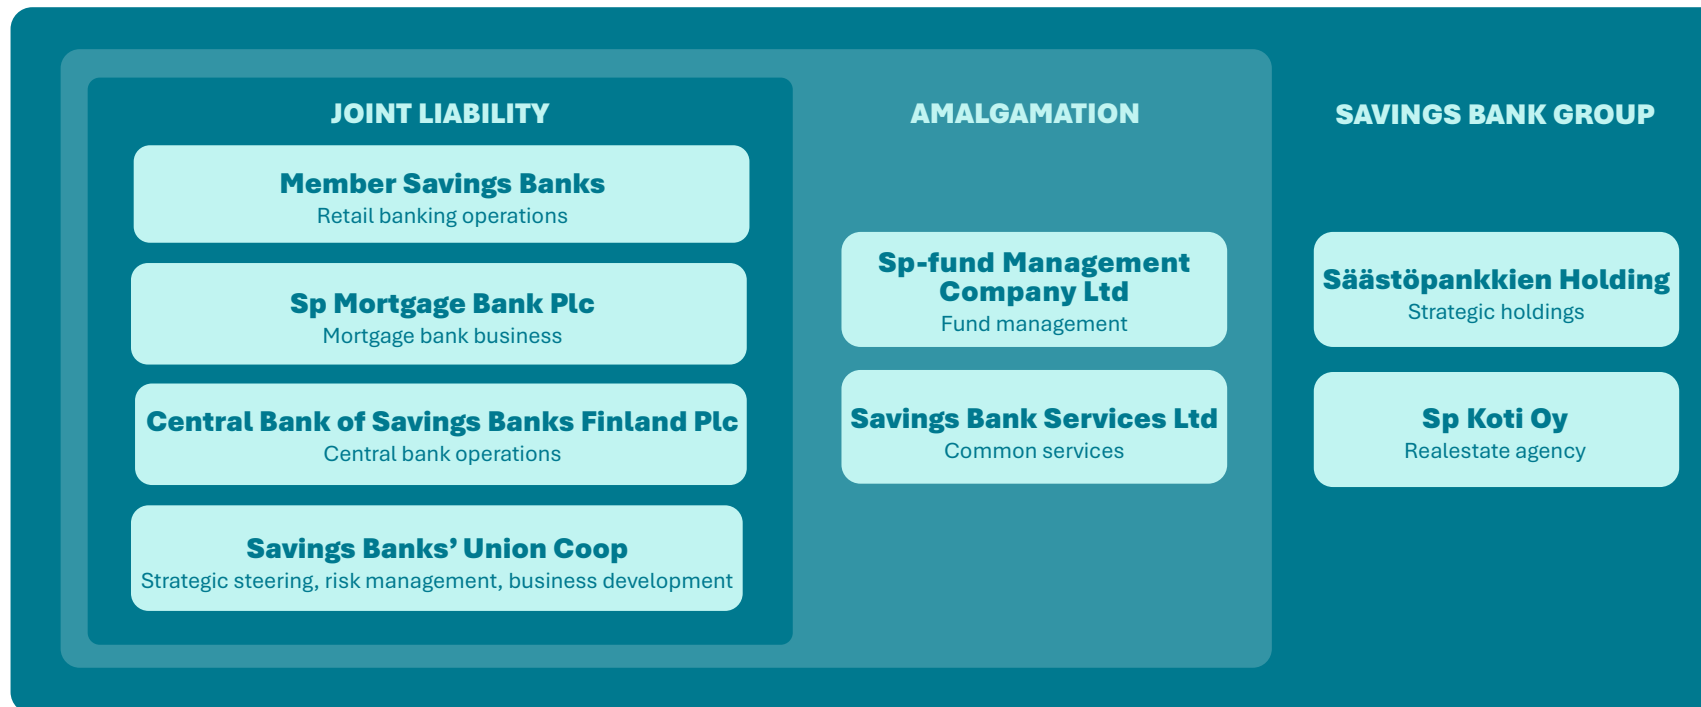 JOINT LIABILITY
Member Savings Banks
Retail banking operations
Sp Mortgage Bank Plc
Mortgage bank business
Central Bank of Savings Banks Finland Plc
Central bank operations
Savings Banks’ Union Coop
Strategic steering, risk management, business development
AMALGAMATION
Sp-fund Management
Company Ltd
Fund management
Savings Bank Services Ltd
Common services
SAVINGS BANK GROUP
Säästöpankkien Holding
Strategic holdings
Sp Koti Oy
Realestate agency